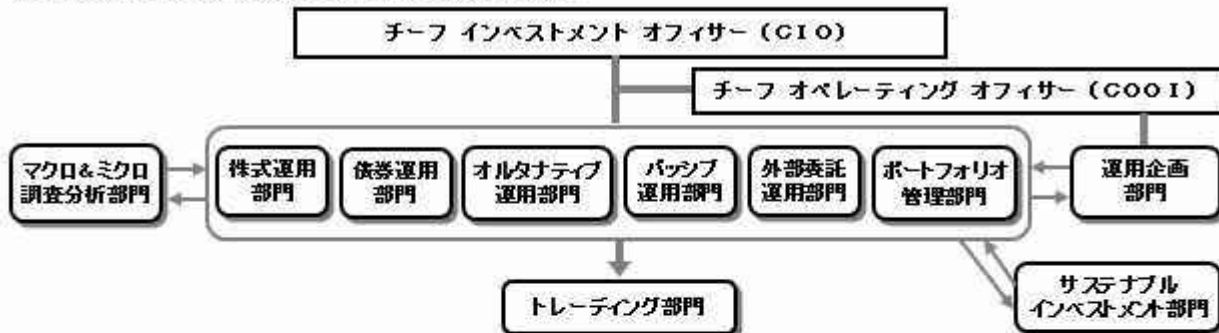 チーフ インベストメント オフィサー (CIO)
チーフ オペレーティング オフィサー (COOI)
マクロ&ミクロ
調査分析部門
株式運用
部門
債券運用
部門
オルタナティブ
運用部門
パッシブ
運用部門
外部委託
運用部門
ポートフォリオ
管理部門
運用企画
部門
トレーディング部門
サステナブル
インベストメント部門